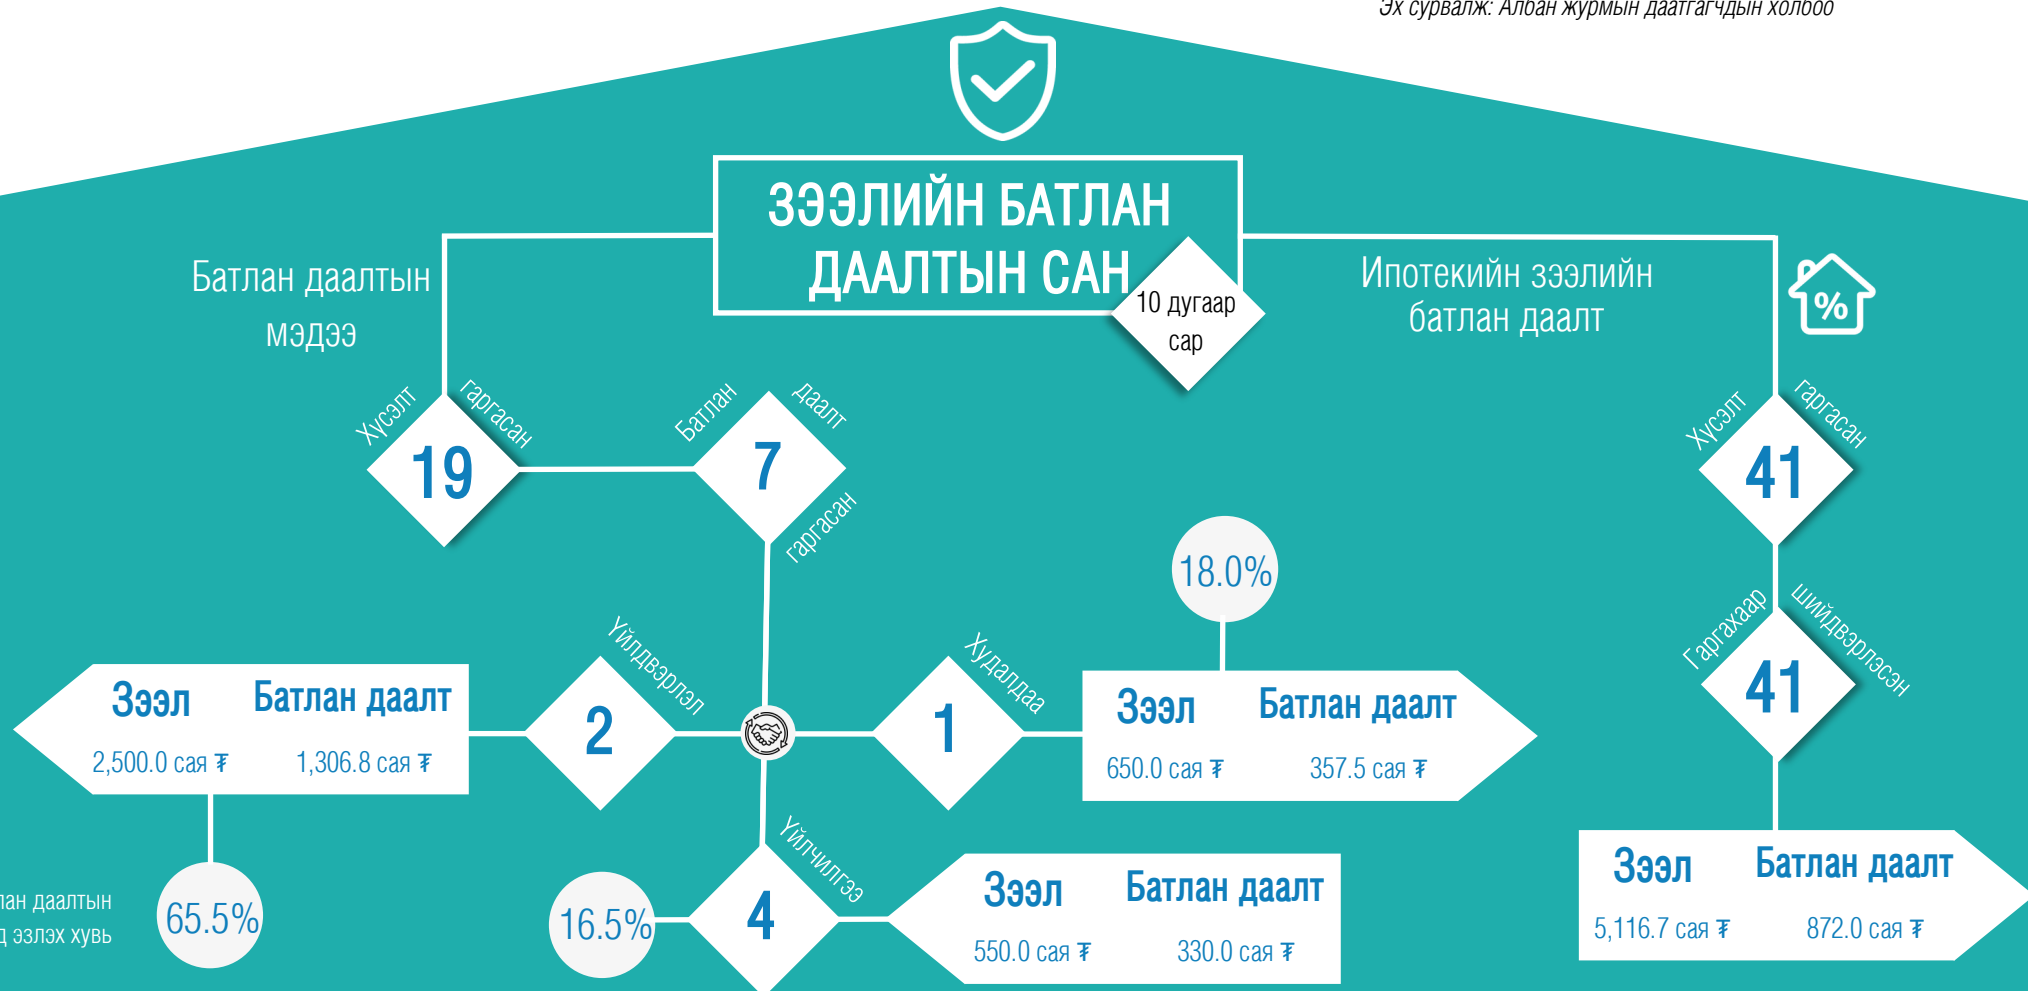 Эх сурвалж: Албан журмын даатгагчдын холбоо
ЗЭЭЛИЙН БАТЛАН
ДААЛТЫН САН
10 дугаар
сар
Батлан даалтын
мэдээ
Хүсэлт гаргасан
19
Батлан даалт гаргасан
7
Үйлдвэрлэл
2
Зээл Батлан даалт
2,500.0 сая ₮ 1,306.8 сая ₮
65.5%
даалтын
эзлэх хувь
Худалдаа
1
18.0%
Зээл Батлан даалт
650.0 сая ₮ 357.5 сая ₮
Үйлчилгээ
4
16.5%
Зээл Батлан даалт
550.0 сая ₮ 330.0 сая ₮
Ипотекийн зээлийн
батлан даалт
%
Хүсэлт гаргасан
41
Гаргахаар шийдвэрлэсэн
41
Зээл Батлан даалт
5,116.7 сая ₮ 872.0 сая ₮